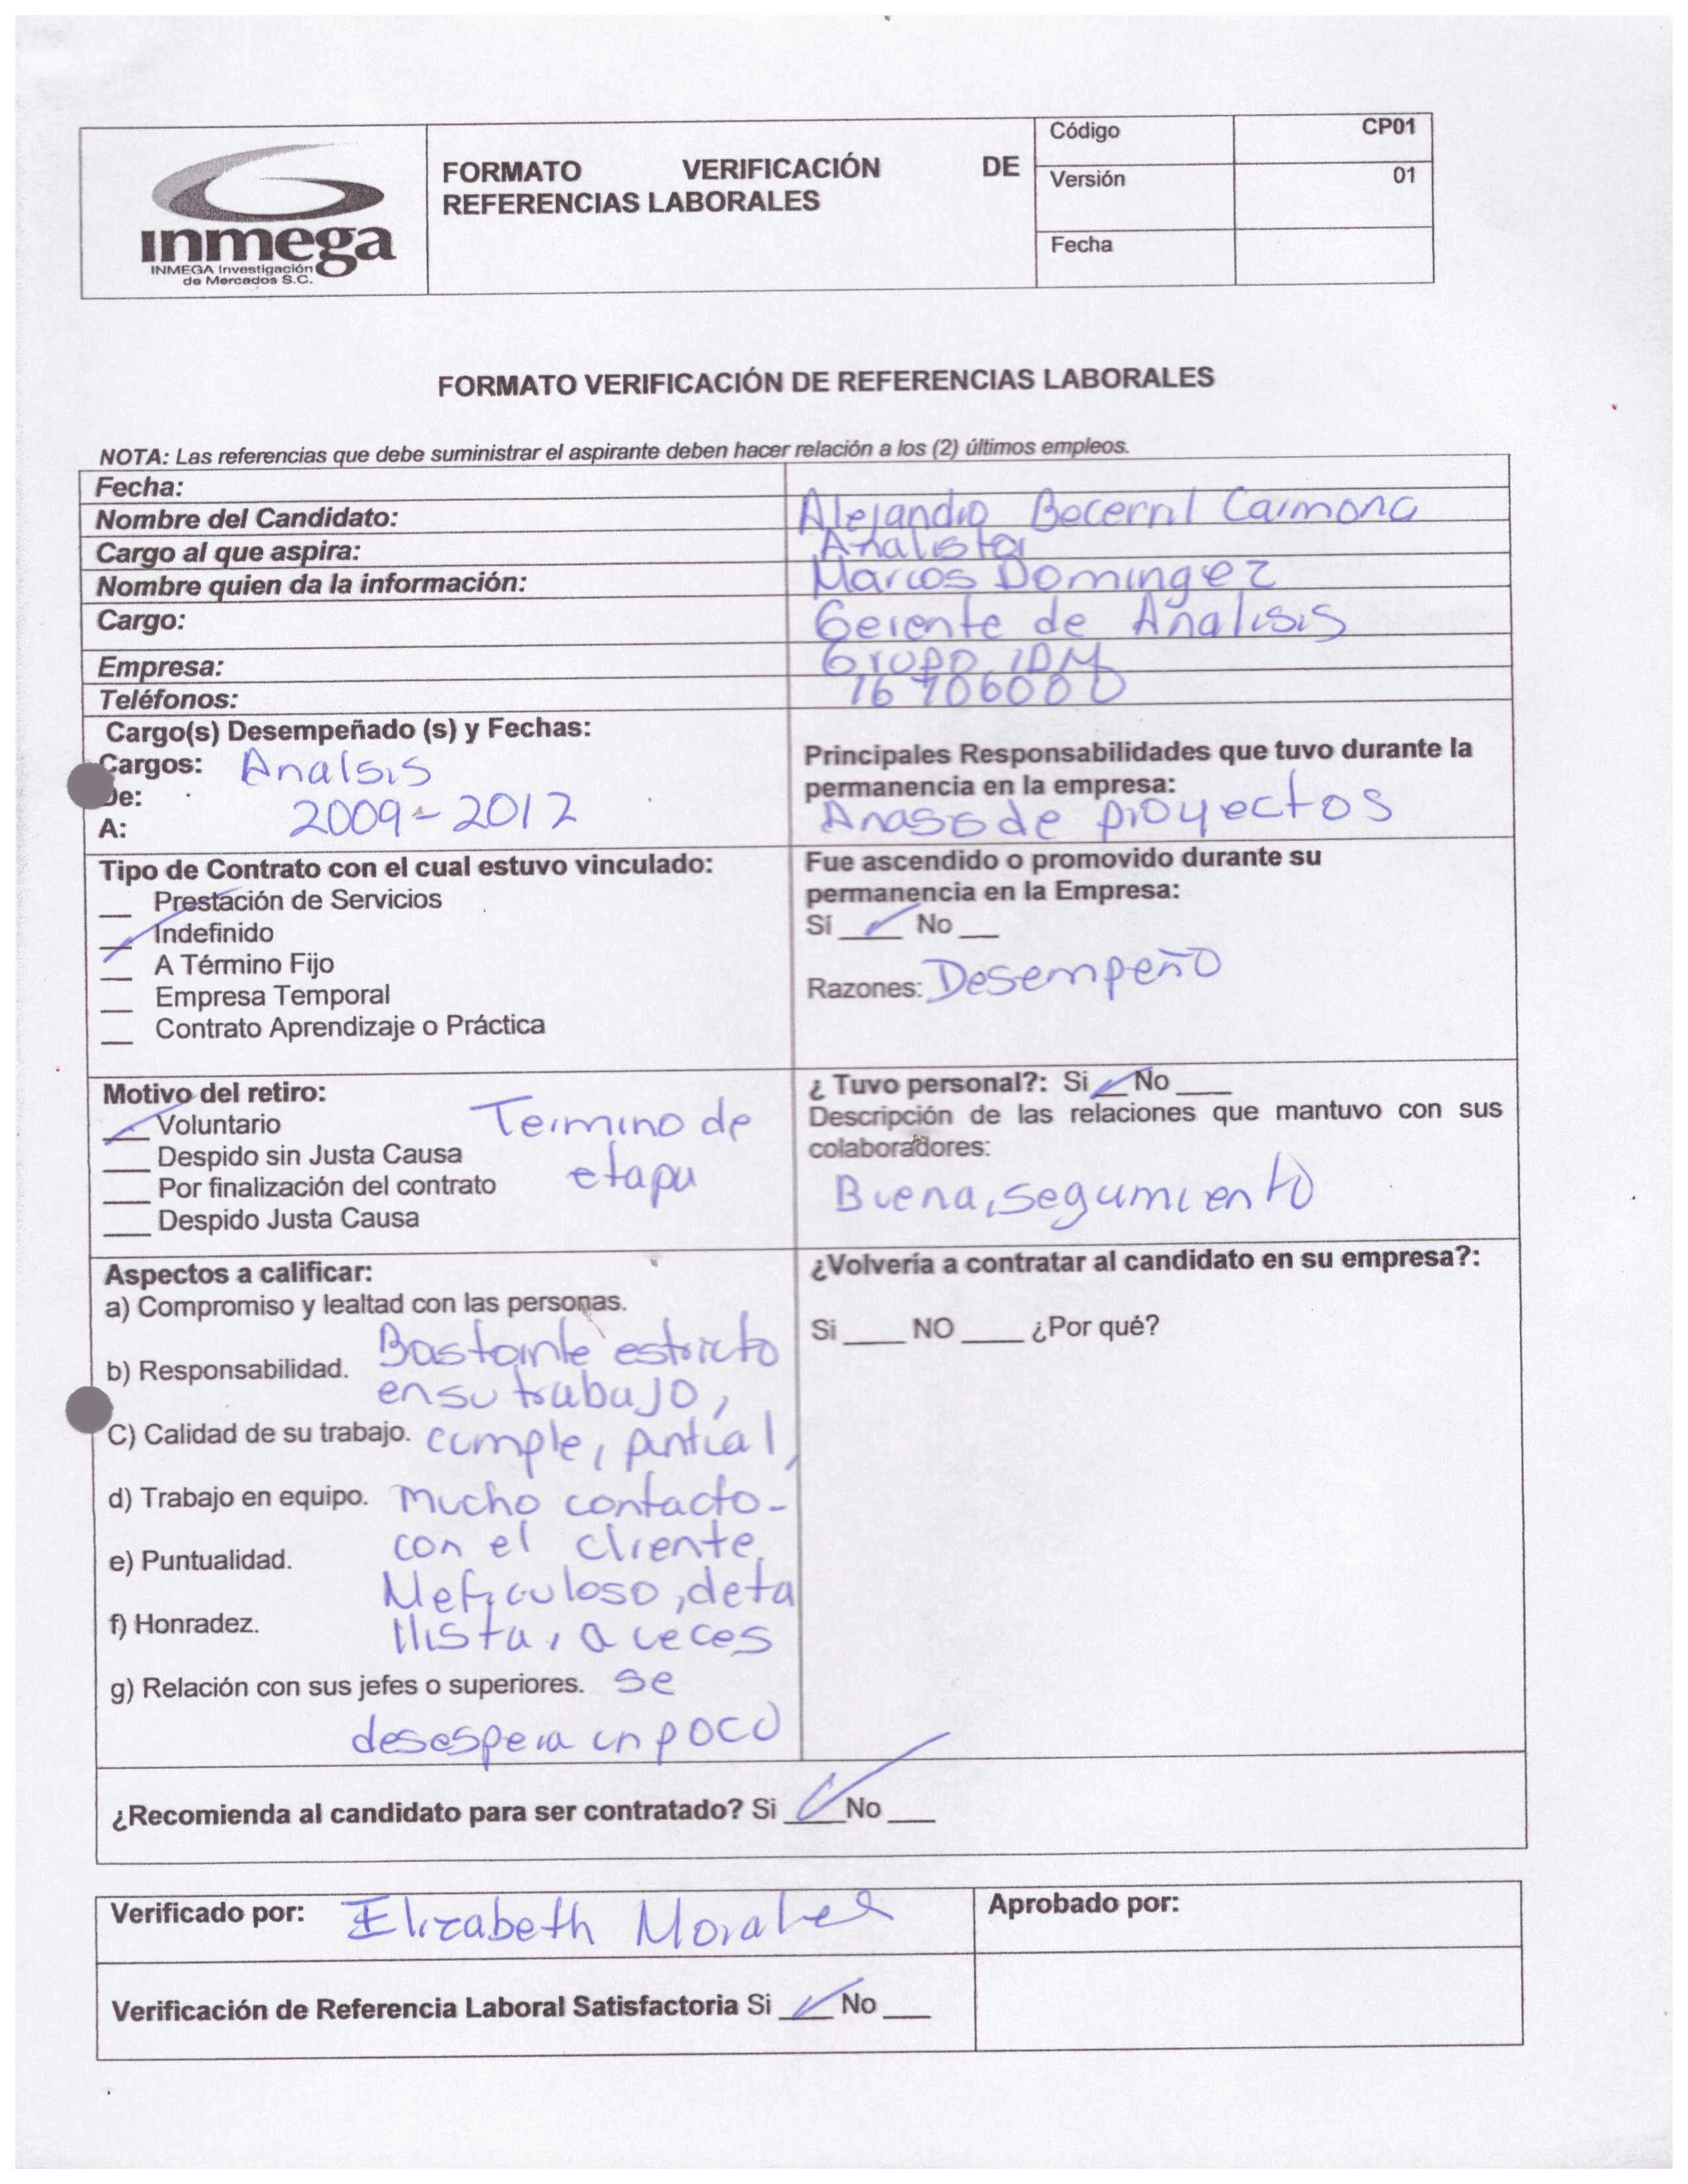 inmega
INMEGA Investigación
de Mercados S.C.
FORMATO VERIFICACIÓN DE
REFERENCIAS LABORALES
Código CP01
Versión 01
Fecha
FORMATO VERIFICACIÓN DE REFERENCIAS LABORALES
NOTA: Las referencias que debe suministrar el aspirante deben hacer relación a los (2) últimos empleos.
Fecha:
Nombre del Candidato: Alejandro Becerril Carmona
Cargo al que aspira: Analista
Nombre quien da la información: Marcos Dominguez
Cargo: Gerente de Analisis
Empresa: Grupo IDM
Teléfonos:
Cargo(s) Desempeñado (s) y Fechas:
Cargos: Analsis
De:
A: 2009-2012
Principales Responsabilidades que tuvo durante la
permanencia en la empresa:
de proyectos
Tipo de Contrato con el cual estuvo vinculado:
__ Prestación de Servicios
__ Indefinido
__ A Término Fijo
__ Empresa Temporal
__ Contrato Aprendizaje o Práctica
Fue ascendido o promovido durante su
permanencia en la Empresa:
Sí ____ No __
Razones: Desempeño
Motivo del retiro:
___ Voluntario Termino de
___ Despido sin Justa Causa etapa
___ Por finalización del contrato
___ Despido Justa Causa
¿ Tuvo personal?: Si ___ No ___
Descripción de las relaciones que mantuvo con sus
colaboradores:
Buena, segumiento
Aspectos a calificar:
a) Compromiso y lealtad con las personas.
Bastante estricto
b) Responsabilidad.
en su trabajo,
C) Calidad de su trabajo. cumple, puntual,
d) Trabajo en equipo. mucho contacto-
con el cliente,
e) Puntualidad.
Meticuloso, deta
f) Honradez.
llista, a veces
g) Relación con sus jefes o superiores. se
desespera un poco
¿Volvería a contratar al candidato en su empresa?:
Si ____ NO ____ ¿Por qué?
¿Recomienda al candidato para ser contratado? Si ____ No ___
Verificado por: Elizabeth Morales
Aprobado por:
Verificación de Referencia Laboral Satisfactoria Si ____ No ___